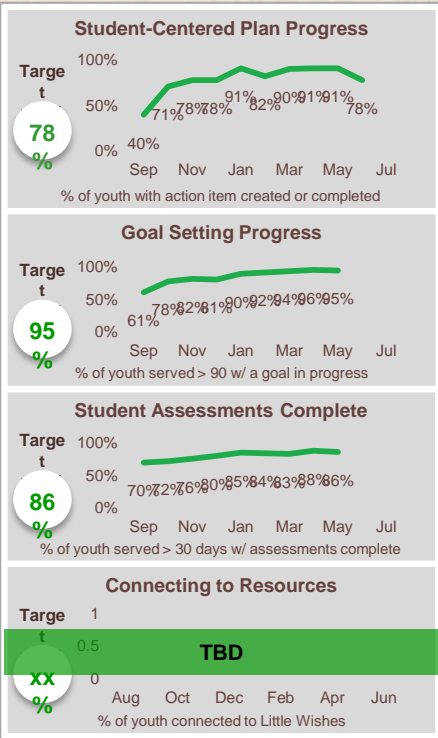 Student-Centered Plan Progress
Targe
t
78
%
100%
50%
0%
40%
71%
78%
78%
91%
82%
90%
91%
91%
78%
Sep Nov Jan Mar May Jul
% of youth with action item created or completed
Goal Setting Progress
Targe
t
95
%
100%
50%
0%
61%
78%
82%
81%
90%
92%
94%
96%
95%
Sep Nov Jan Mar May Jul
% of youth served > 90 w/ a goal in progress
Student Assessments Complete
Targe
t
86
%
100%
50%
0%
70%
72%
76%
80%
85%
84%
83%
88%
86%
Sep Nov Jan Mar May Jul
% of youth served > 30 days w/ assessments complete
Connecting to Resources
Targe
t
xx
%
1
0.5
0
TBD
Aug Oct Dec Feb Apr Jun
% of youth connected to Little Wishes